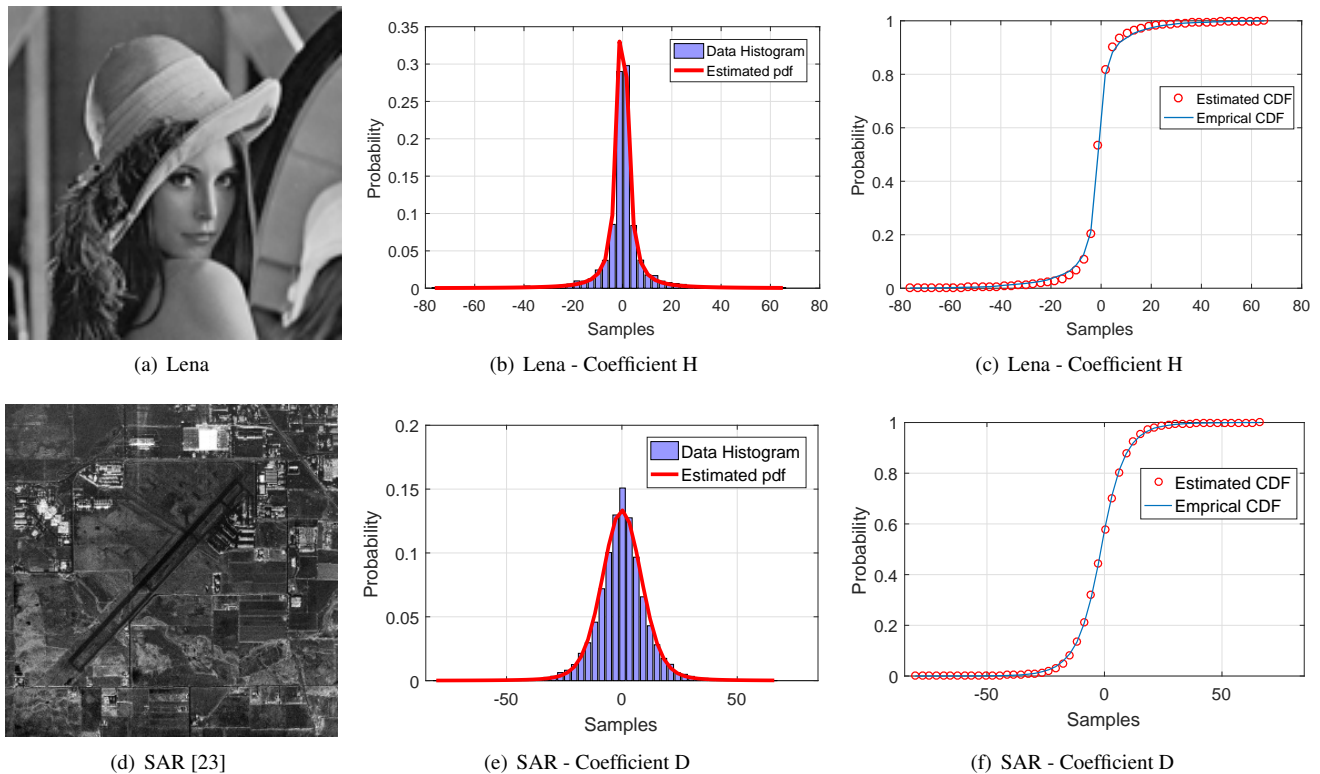 0.35
0.3
0.25
0.2
0.15
0.1
0.05
0
Probability
-80 -60 -40 -20 0 20 40 60 80
Samples
Data Histogram
Estimated pdf
1
0.8
0.6
0.4
0.2
0
Probability
-80 -60 -40 -20 0 20 40 60 80
Samples
Estimated CDF
Emprical CDF
(a) Lena
(b) Lena - Coefficient H
(c) Lena - Coefficient H
0.2
0.15
0.1
0.05
0
Probability
-50 0 50
Samples
Data Histogram
Estimated pdf
1
0.8
0.6
0.4
0.2
0
Probability
-50 0 50
Samples
Estimated CDF
Emprical CDF
(d) SAR [23]
(e) SAR - Coefficient D
(f) SAR - Coefficient D